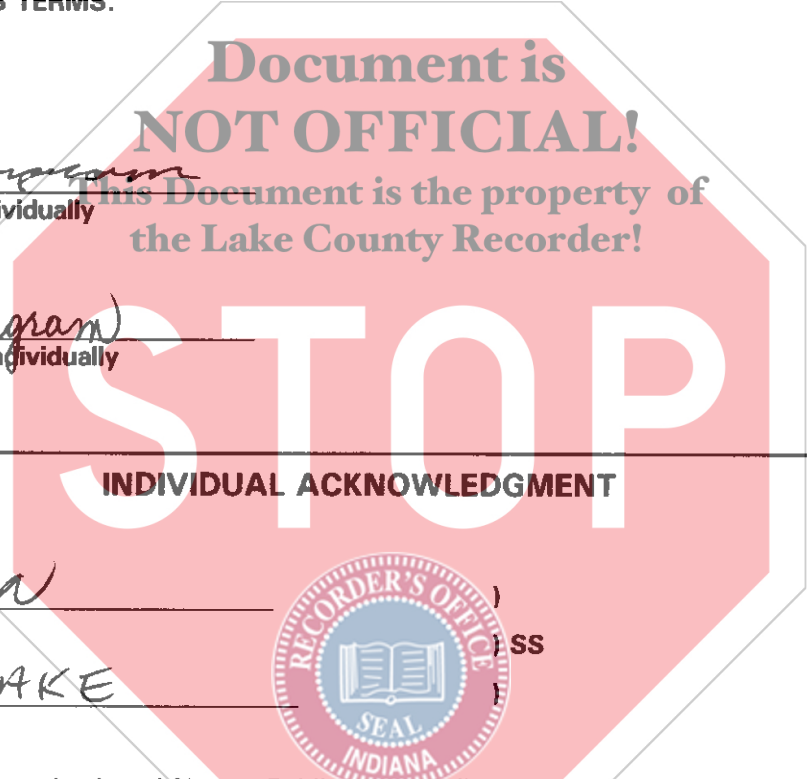 TERMS.
Document is
NOT OFFICIAL!
This Document is the property of
ividually
the Lake County Recorder!
gram
ividually
STOP
INDIVIDUAL ACKNOWLEDGMENT
N )
RECORDER'S OFFICE
) SS
AKE )
SEAL
INDIANA